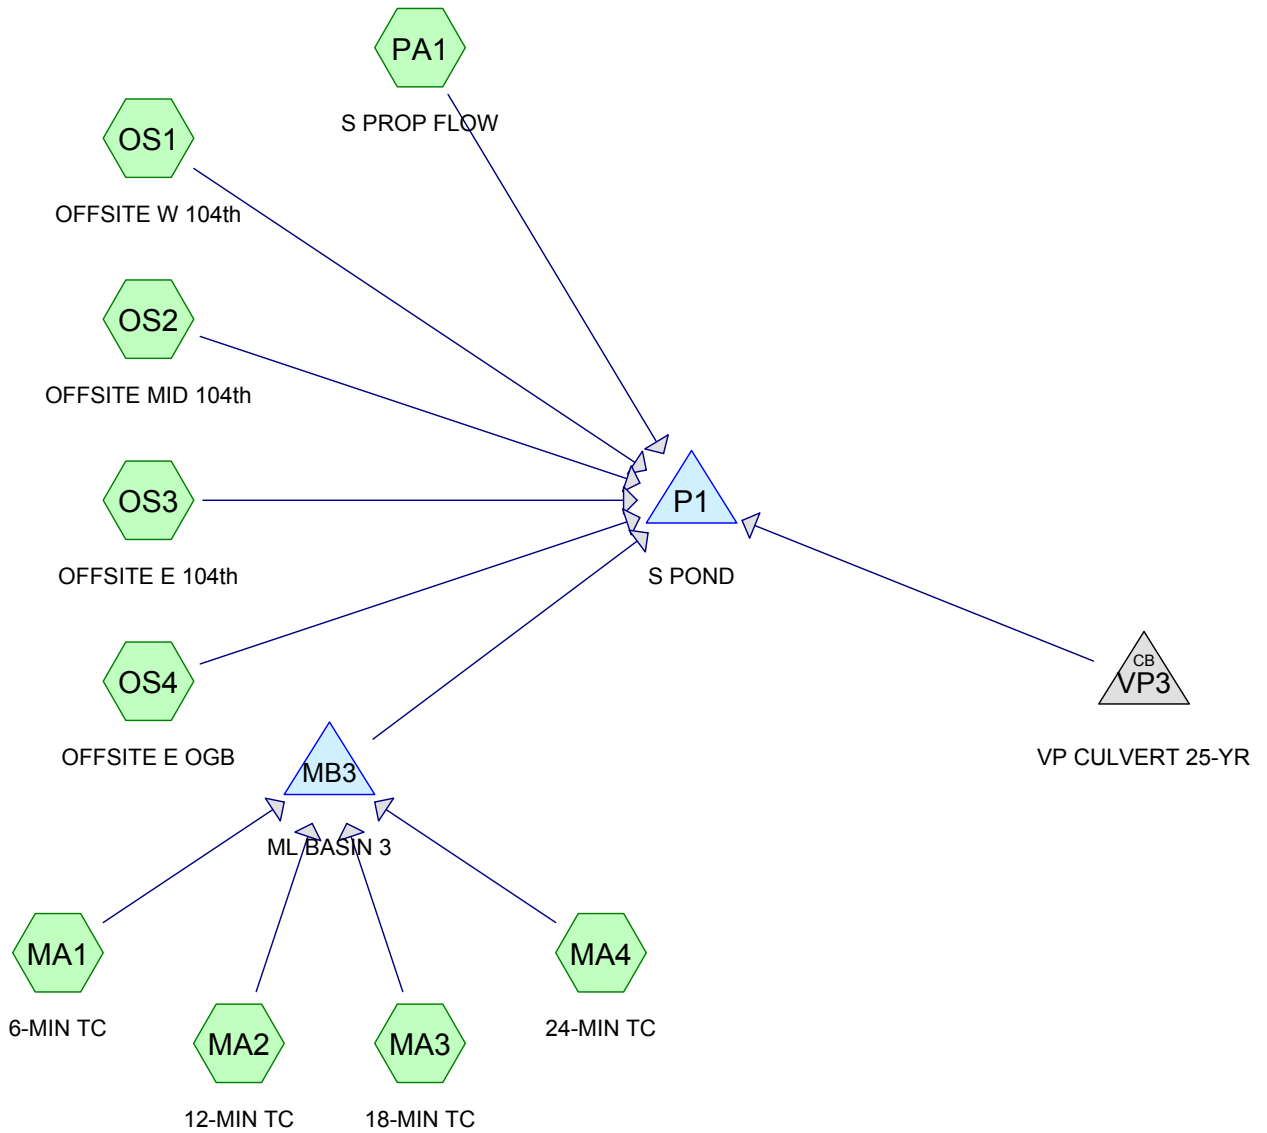 PA1
S PROP FLOW
OS1
OFFSITE W 104th
OS2
OFFSITE MID 104th
OS3
OFFSITE E 104th
P1
S POND
OS4
OFFSITE E OGB
CB
VP3
VP CULVERT 25-YR
MB3
ML BASIN 3
MA1
6-MIN TC
MA4
24-MIN TC
MA2
12-MIN TC
MA3
18-MIN TC